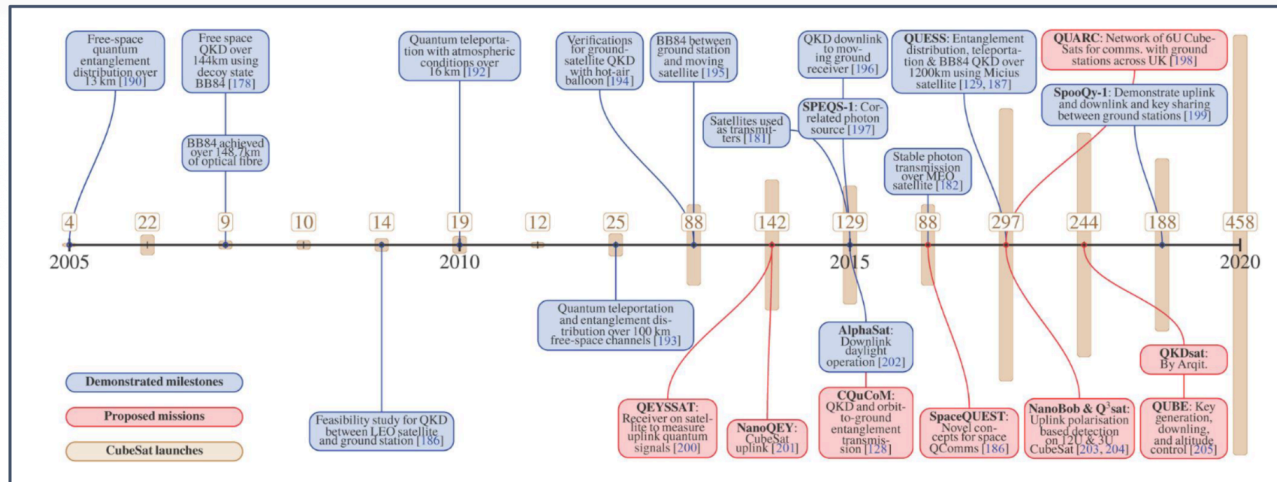 Free-space
quantum
entanglement
distribution over
13 km [190]
Free space
QKD over
144km using
decoy state
BB84 [178]
BB84 achieved
over 148.7km
of optical fibre
Quantum teleporta-
tion with atmospheric
conditions over
16 km [192]
Verifications
for ground-
satellite QKD
with hot-air
balloon [194]
BB84 between
ground station
and moving
satellite [195]
QKD downlink
to mov-
ing ground
receiver [196]
Satellites used
as transmit-
ters [181]
SPEQS-1: Cor-
related photon
source [197]
QUESS: Entanglement
distribution, teleporta-
tion & BB84 QKD over
1200km using Micius
satellite [129, 187]
Stable photon
transmission
over MEO
satellite [182]
QUARC: Network of 6U Cube-
Sats for comms. with ground
stations across UK [198]
SpooQy-1: Demonstrate uplink
and downlink and key sharing
between ground stations [199]
4 22 9 10 14 19 12 25 88 142 129 88 297 244 188 458
2005 2010 2015 2020
Quantum teleportation
and entanglement dis-
tribution over 100 km
free-space channels [193]
Feasibility study for QKD
between LEO satellite
and ground station [186]
QEYSSAT:
Receiver on satel-
lite to measure
uplink quantum
signals [200]
NanoQEY:
CubeSat
uplink [201]
AlphaSat:
Downlink
daylight
operation [202]
CQuCoM:
QKD and orbit-
to-ground
entanglement
transmis-
sion [128]
SpaceQUEST:
Novel con-
cepts for space
QComms [186]
NanoBob & Q³sat:
Uplink polarisation
based detection
on 12U & 3U
CubeSat [203, 204]
QKDsat:
By Arqit.
QUBE: Key
generation,
downling,
and altitude
control [205]
Demonstrated milestones
Proposed missions
CubeSat launches